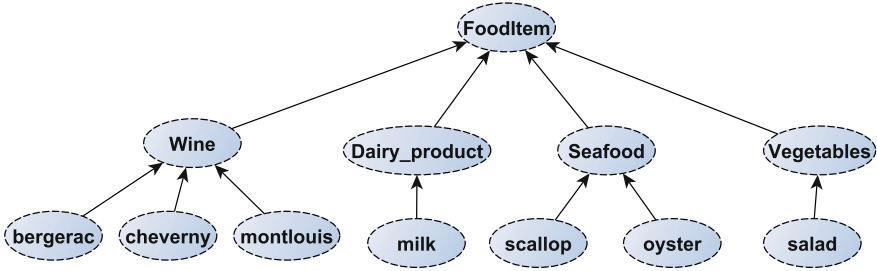 FoodItem
Wine
Dairy_product
Seafood
Vegetables
bergerac
cheverny
montlouis
milk
scallop
oyster
salad